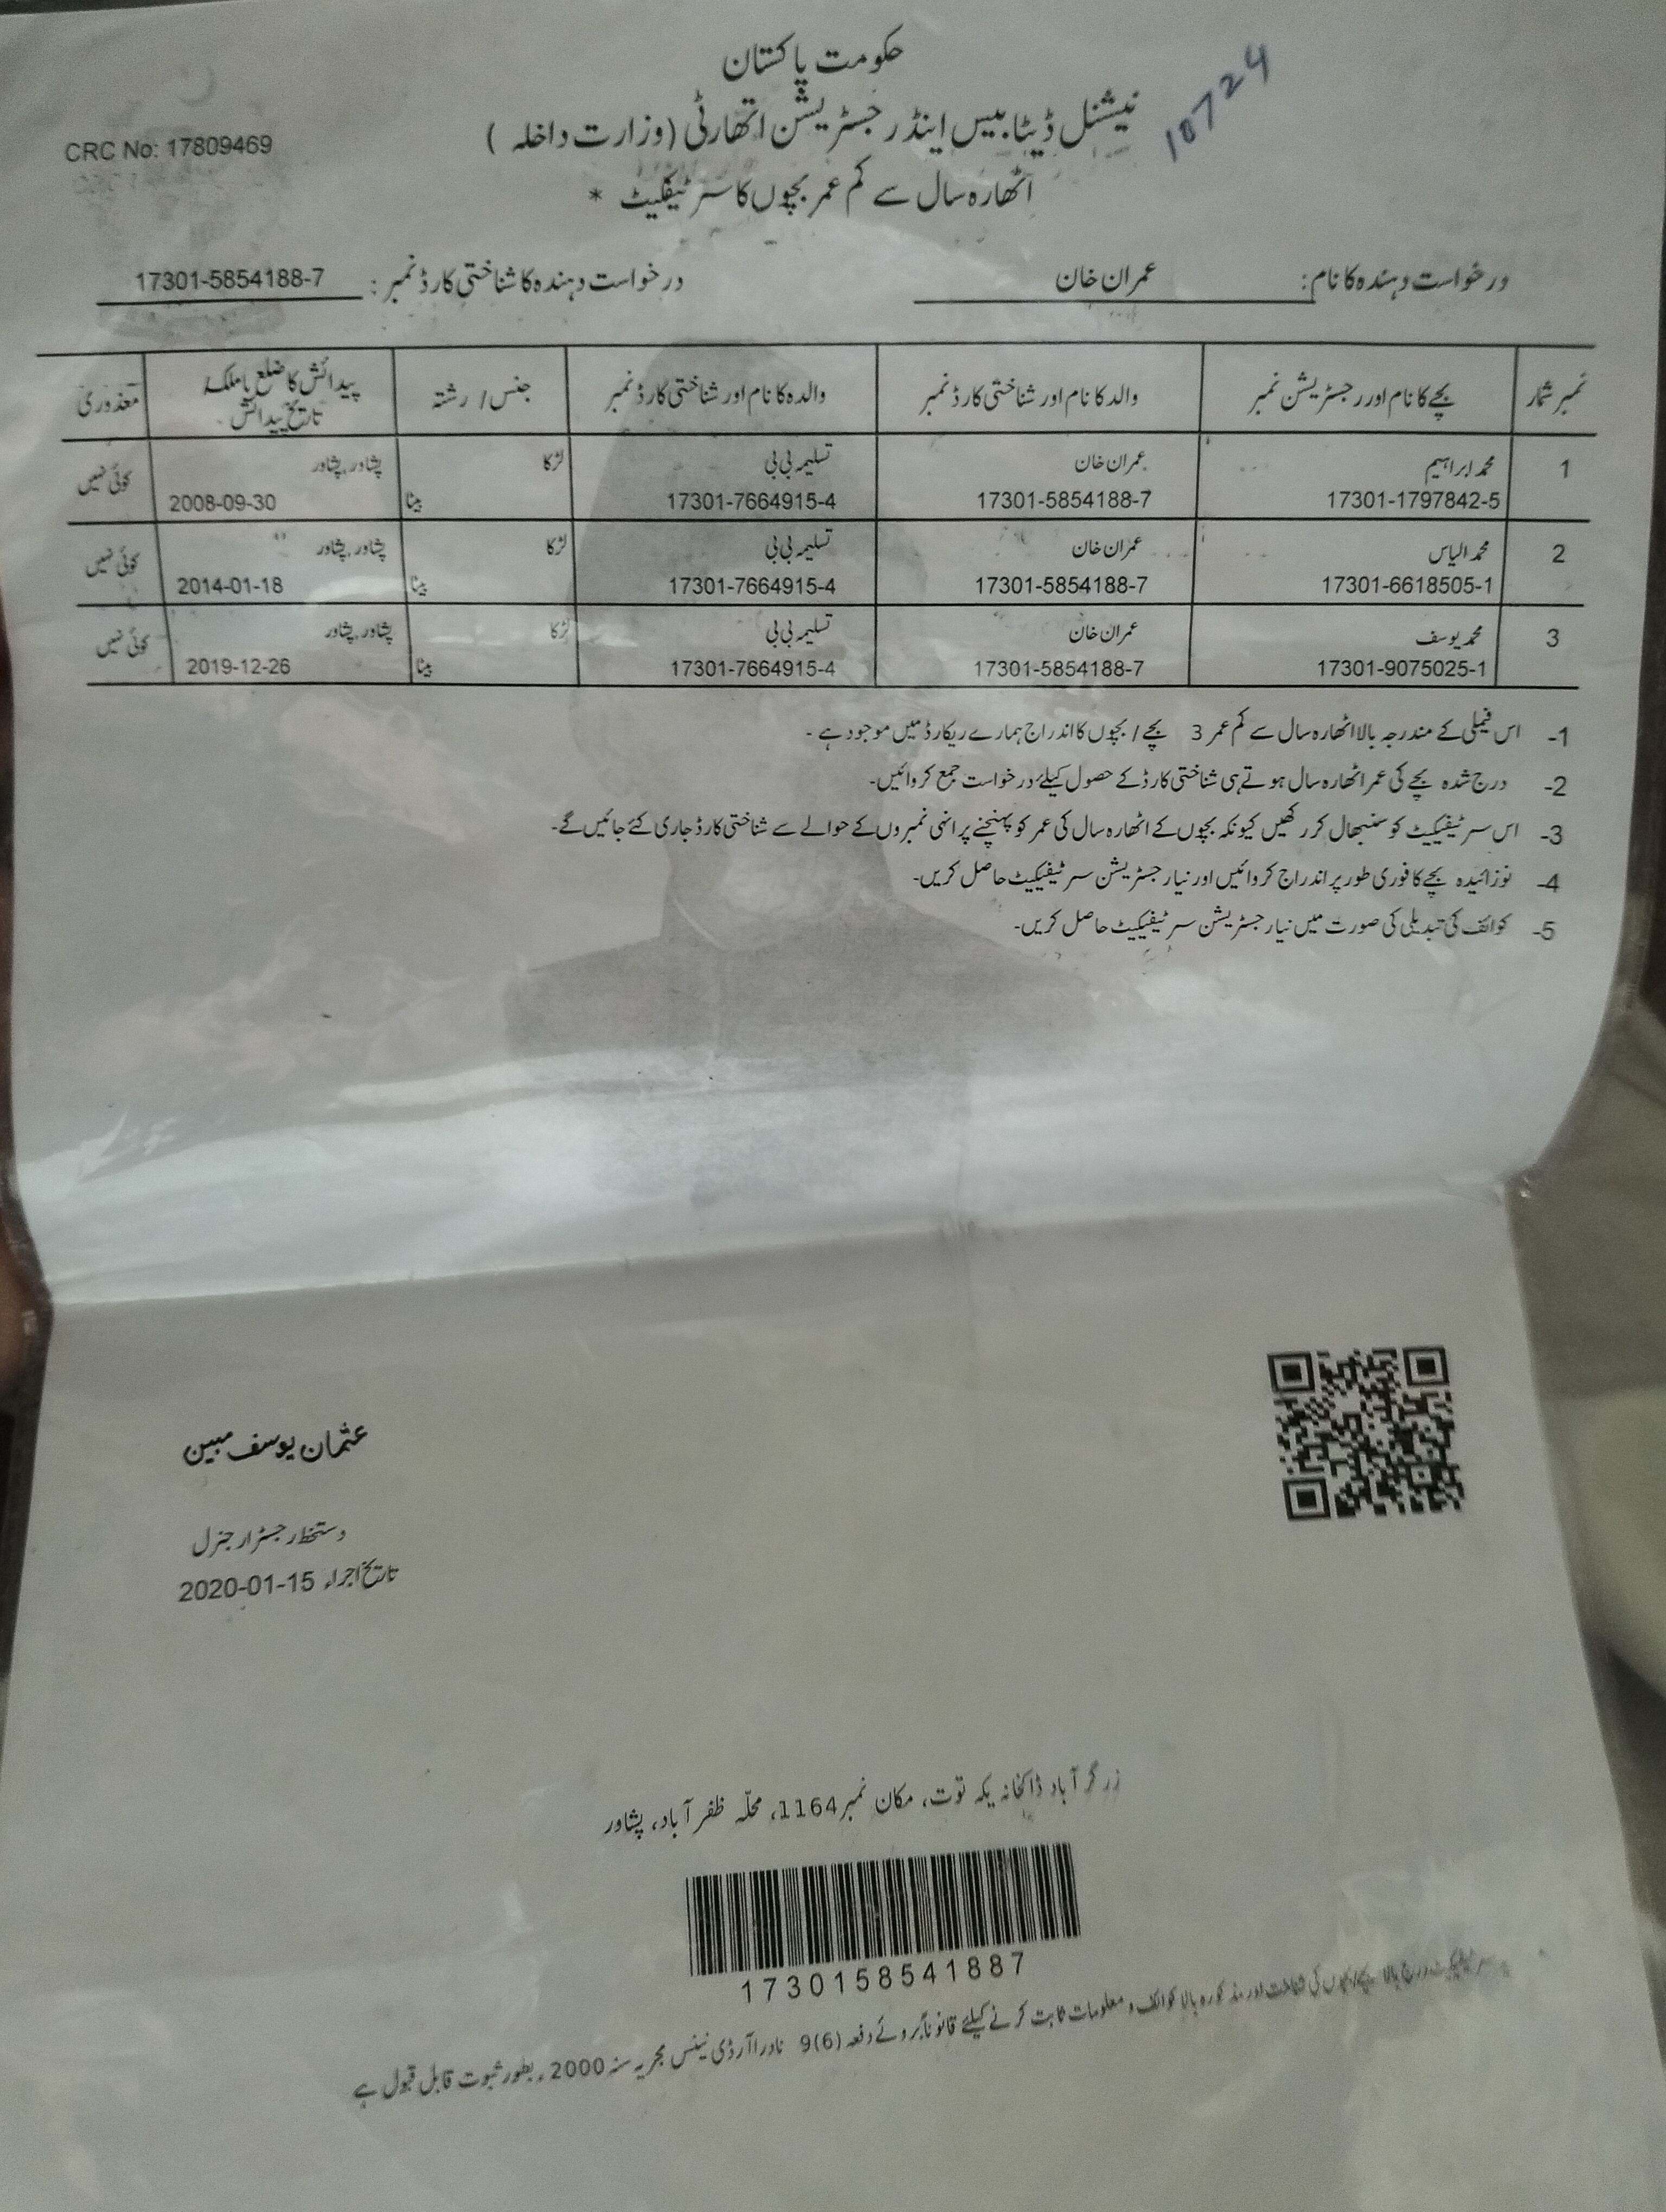 حکومت پاکستان
10724
نیشنل ڈیٹا بیس اینڈ رجسٹریشن اتھارٹی (وزارت داخلہ)
CRC No: 17809469
اٹھارہ سال سے کم عمر بچوں کا سرٹیفکیٹ *
درخواست دہندہ کا نام: عمران خان درخواست دہندہ کا شناختی کارڈ نمبر: 17301-5854188-7
نمبر شمار بچے کا نام اور رجسٹریشن نمبر والد کا نام اور شناختی کارڈ نمبر والدہ کا نام اور شناختی کارڈ نمبر جنس / رشتہ پیدائش کا ضلع یا ملک/ معذوری
تاریخ پیدائش
1 محمد ابراہیم عمران خان تسلیمہ بی بی لڑکا پشاور, پشاور کوئی نہیں
17301-1797842-5 17301-5854188-7 17301-7664915-4 بیٹا 2008-09-30
2 محمد الیاس عمران خان تسلیمہ بی بی لڑکا پشاور, پشاور کوئی نہیں
17301-6618505-1 17301-5854188-7 17301-7664915-4 بیٹا 2014-01-18
3 محمد یوسف عمران خان تسلیمہ بی بی لڑکا پشاور, پشاور کوئی نہیں
17301-9075025-1 17301-5854188-7 17301-7664915-4 بیٹا 2019-12-26
1- اس فیملی کے مندرجہ بالا اٹھارہ سال سے کم عمر 3 بچے / بچوں کا اندراج ہمارے ریکارڈ میں موجود ہے۔
2- درج شدہ بچے کی عمر اٹھارہ سال ہوتے ہی شناختی کارڈ کے حصول کیلئے درخواست جمع کروائیں۔
3- اس سرٹیفیکیٹ کو سنبھال کر رکھیں کیونکہ بچوں کے اٹھارہ سال کی عمر کو پہنچنے پر انہی نمبروں کے حوالے سے شناختی کارڈ جاری کئے جائیں گے۔
4- نوزائیدہ بچے کا فوری طور پر اندراج کروائیں اور نیا رجسٹریشن سرٹیفیکیٹ حاصل کریں۔
5- کوائف کی تبدیلی کی صورت میں نیا رجسٹریشن سرٹیفیکیٹ حاصل کریں۔
عثمان یوسف مبین
دستخط رجسٹرار جنرل
تاریخ اجراء 2020-01-15
زرگر آباد ڈاکخانہ یکہ توت، مکان نمبر 1164، محلّہ ظفر آباد، پشاور
1730158541887
سرٹیفیکیٹ درج بالا بچے/بچوں کی شناخت اور مذکورہ بالا کوائف و معلومات ثابت کرنے کیلئے قانوناً بروئے دفعہ 9(6) نادرا آرڈی نینس مجریہ سنہ 2000ء بطور ثبوت قابل قبول ہے